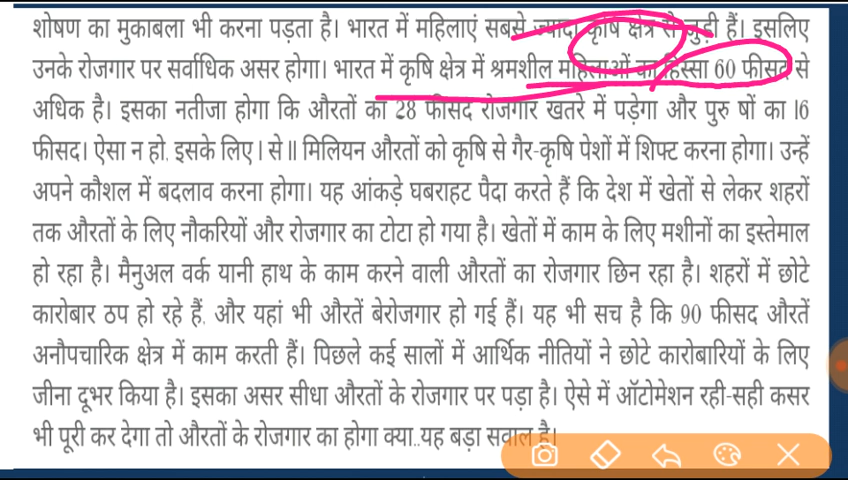 शोषण का मुकाबला भी करना पड़ता है। भारत में महिलाएं सबसे ज्यादा कृषि क्षेत्र से जुड़ी हैं। इसलिए
उनके रोजगार पर सर्वाधिक असर होगा। भारत में कृषि क्षेत्र में श्रमशील महिलाओं का हिस्सा 60 फीसद से
अधिक है। इसका नतीजा होगा कि औरतों का 28 फीसद रोजगार खतरे में पड़ेगा और पुरु षों का l6
फीसद। ऐसा न हो, इसके लिए l से ll मिलियन औरतों को कृषि से गैर-कृषि पेशों में शिफ्ट करना होगा। उन्हें
अपने कौशल में बदलाव करना होगा। यह आंकड़े घबराहट पैदा करते हैं कि देश में खेतों से लेकर शहरों
तक औरतों के लिए नौकरियों और रोजगार का टोटा हो गया है। खेतों में काम के लिए मशीनों का इस्तेमाल
हो रहा है। मैनुअल वर्क यानी हाथ के काम करने वाली औरतों का रोजगार छिन रहा है। शहरों में छोटे
कारोबार ठप हो रहे हैं, और यहां भी औरतें बेरोजगार हो गई हैं। यह भी सच है कि 90 फीसद औरतें
अनौपचारिक क्षेत्र में काम करती हैं। पिछले कई सालों में आर्थिक नीतियों ने छोटे कारोबारियों के लिए
जीना दूभर किया है। इसका असर सीधा औरतों के रोजगार पर पड़ा है। ऐसे में ऑटोमेशन रही-सही कसर
भी पूरी कर देगा तो औरतों के रोजगार का होगा क्या..यह बड़ा सवाल है।